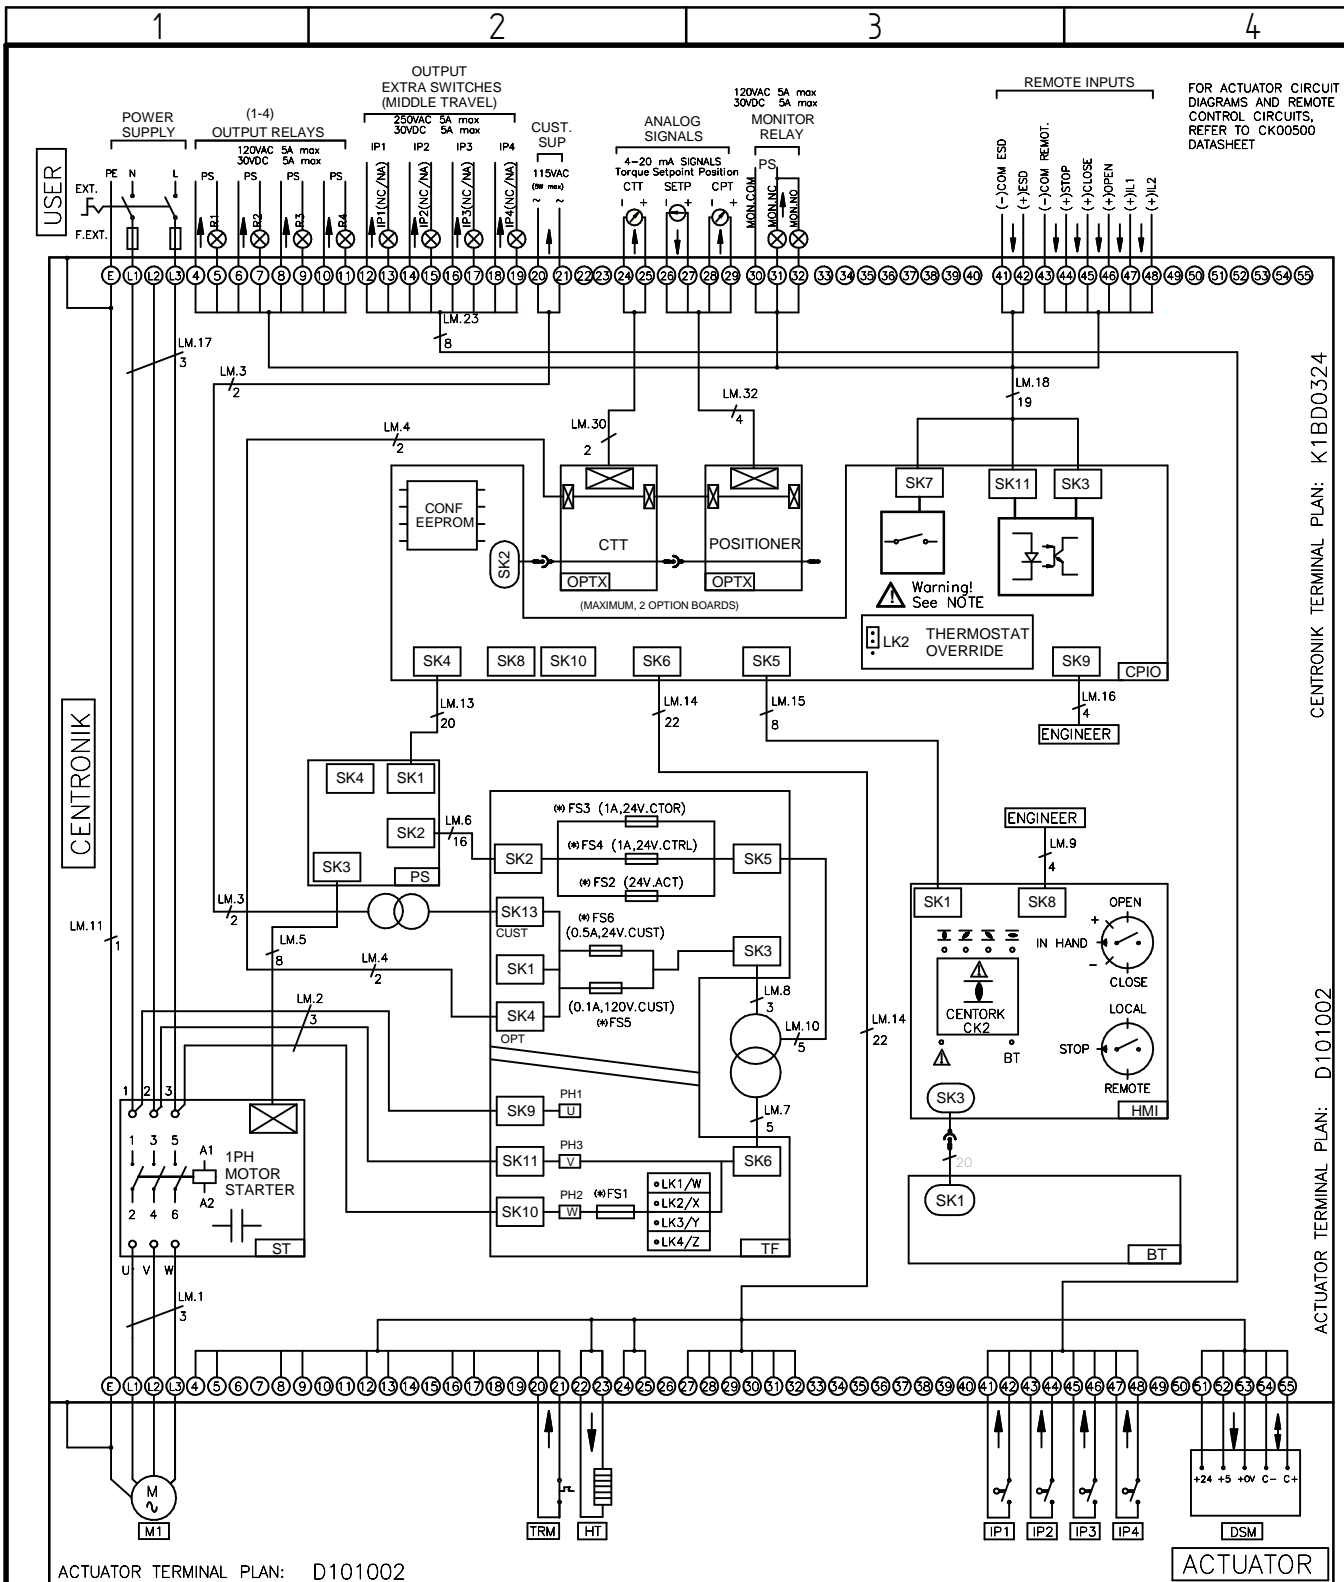 1 2 3 4
POWER
SUPPLY
(1-4)
OUTPUT RELAYS
120VAC 5A max
30VDC 5A max
OUTPUT
EXTRA SWITCHES
(MIDDLE TRAVEL)
250VAC 5A max
30VDC 5A max
CUST.
SUP
115VAC
(8W max)
~ ~
ANALOG
SIGNALS
4-20 mA SIGNALS
Torque Setpoint Position
CTT SETP CPT
- + - + - +
120VAC 5A max
30VDC 5A max
MONITOR
RELAY
PS
MON.COM
MON.NC
MON.NO
REMOTE INPUTS
(-)COM ESD
(+)ESD
(-)COM REMOT.
(+)STOP
(+)CLOSE
(+)OPEN
(+)IL1
(+)IL2
FOR ACTUATOR CIRCUIT
DIAGRAMS AND REMOTE
CONTROL CIRCUITS,
REFER TO CK00500
DATASHEET
USER
PE N L
EXT.
F.EXT.
PS R1 PS R2 PS R3 PS R4
IP1 IP2 IP3 IP4
IP1(NC/NA) IP2(NC/NA) IP3(NC/NA) IP4(NC/NA)
E L1 L2 L3 4 5 6 7 8 9 10 11 12 13 14 15 16 17 18 19 20 21 22 23 24 25 26 27 28 29 30 31 32 33 34 35 36 37 38 39 40 41 42 43 44 45 46 47 48 49 50 51 52 53 54 55
LM.17
3
LM.23
8
LM.3
2
LM.32
4
LM.18
19
LM.4
2
LM.30
2
CENTRONIK TERMINAL PLAN: K1BD0324
CONF
EEPROM
SK2
CTT
OPTX
POSITIONER
OPTX
(MAXIMUM, 2 OPTION BOARDS)
SK7 SK11 SK3
Warning!
See NOTE
LK2 THERMOSTAT
OVERRIDE
SK4 SK8 SK10 SK6 SK5 SK9
CPIO
LM.13
20
LM.14
22
LM.15
8
LM.16
4
ENGINEER
CENTRONIK
SK4 SK1
SK2
SK3
PS
LM.6
16
(*)FS3 (1A,24V.CTOR)
(*)FS4 (1A,24V.CTRL)
(*)FS2 (24V.ACT)
SK2 SK5
ENGINEER
LM.9
4
LM.3
2
LM.11
1
LM.5
8
LM.4
2
SK13
CUST
SK1
SK4
OPT
(*)FS6
(0.5A,24V.CUST)
(0.1A,120V.CUST)
(*)FS5
SK3
LM.8
3
LM.10
5
LM.14
22
LM.7
5
LM.2
3
SK1 SK8
OPEN
+
IN HAND
-
CLOSE
CENTORK
CK2
BT
LOCAL
STOP
REMOTE
SK3
HMI
20
SK1
BT
ACTUATOR TERMINAL PLAN: D101002
1 2 3
1 3 5
A1
A2
2 4 6
1PH
MOTOR
STARTER
ST
U V W
SK9 PH1 U
SK11 PH3 V
SK10 PH2 W
(*)FS1
LK1/W
LK2/X
LK3/Y
LK4/Z
SK6
TF
LM.1
3
E L1 L2 L3 4 5 6 7 8 9 10 11 12 13 14 15 16 17 18 19 20 21 22 23 24 25 26 27 28 29 30 31 32 33 34 35 36 37 38 39 40 41 42 43 44 45 46 47 48 49 50 51 52 53 54 55
M
~
M1
TRM
HT
IP1 IP2 IP3 IP4
+24 +5 +0V C- C+
DSM
ACTUATOR TERMINAL PLAN: D101002
ACTUATOR